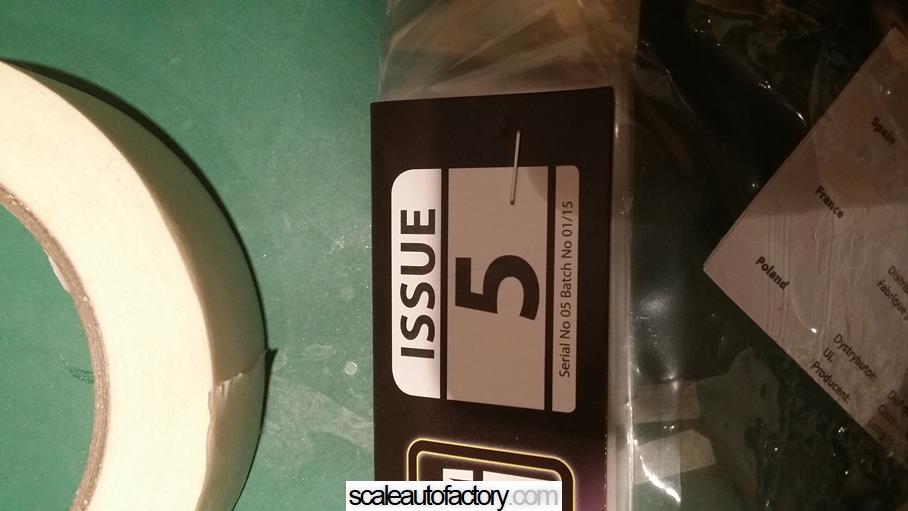 ISSUE
5
Serial No 05 Batch No 01/15
Spain
France
Poland
Dystrybutor:
UL.
Producent:
scaleautofactory.com